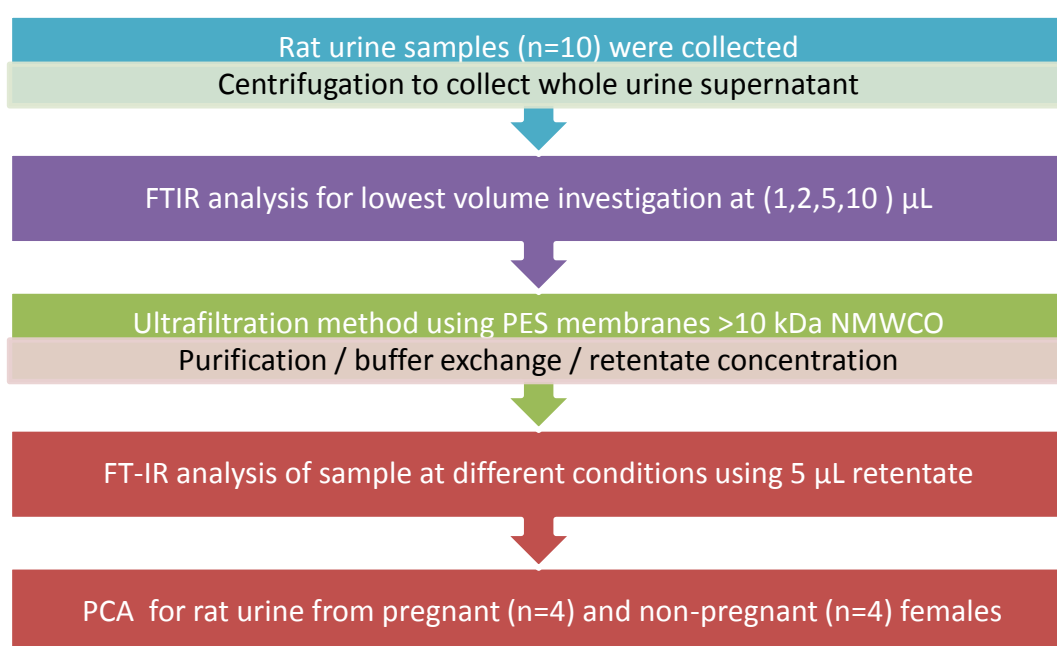 Rat urine samples (n=10) were collected
Centrifugation to collect whole urine supernatant
FTIR analysis for lowest volume investigation at (1,2,5,10 ) µL
Ultrafiltration method using PES membranes >10 kDa NMWCO
Purification / buffer exchange / retentate concentration
FT-IR analysis of sample at different conditions using 5 µL retentate
PCA  for rat urine from pregnant (n=4) and non-pregnant (n=4) females